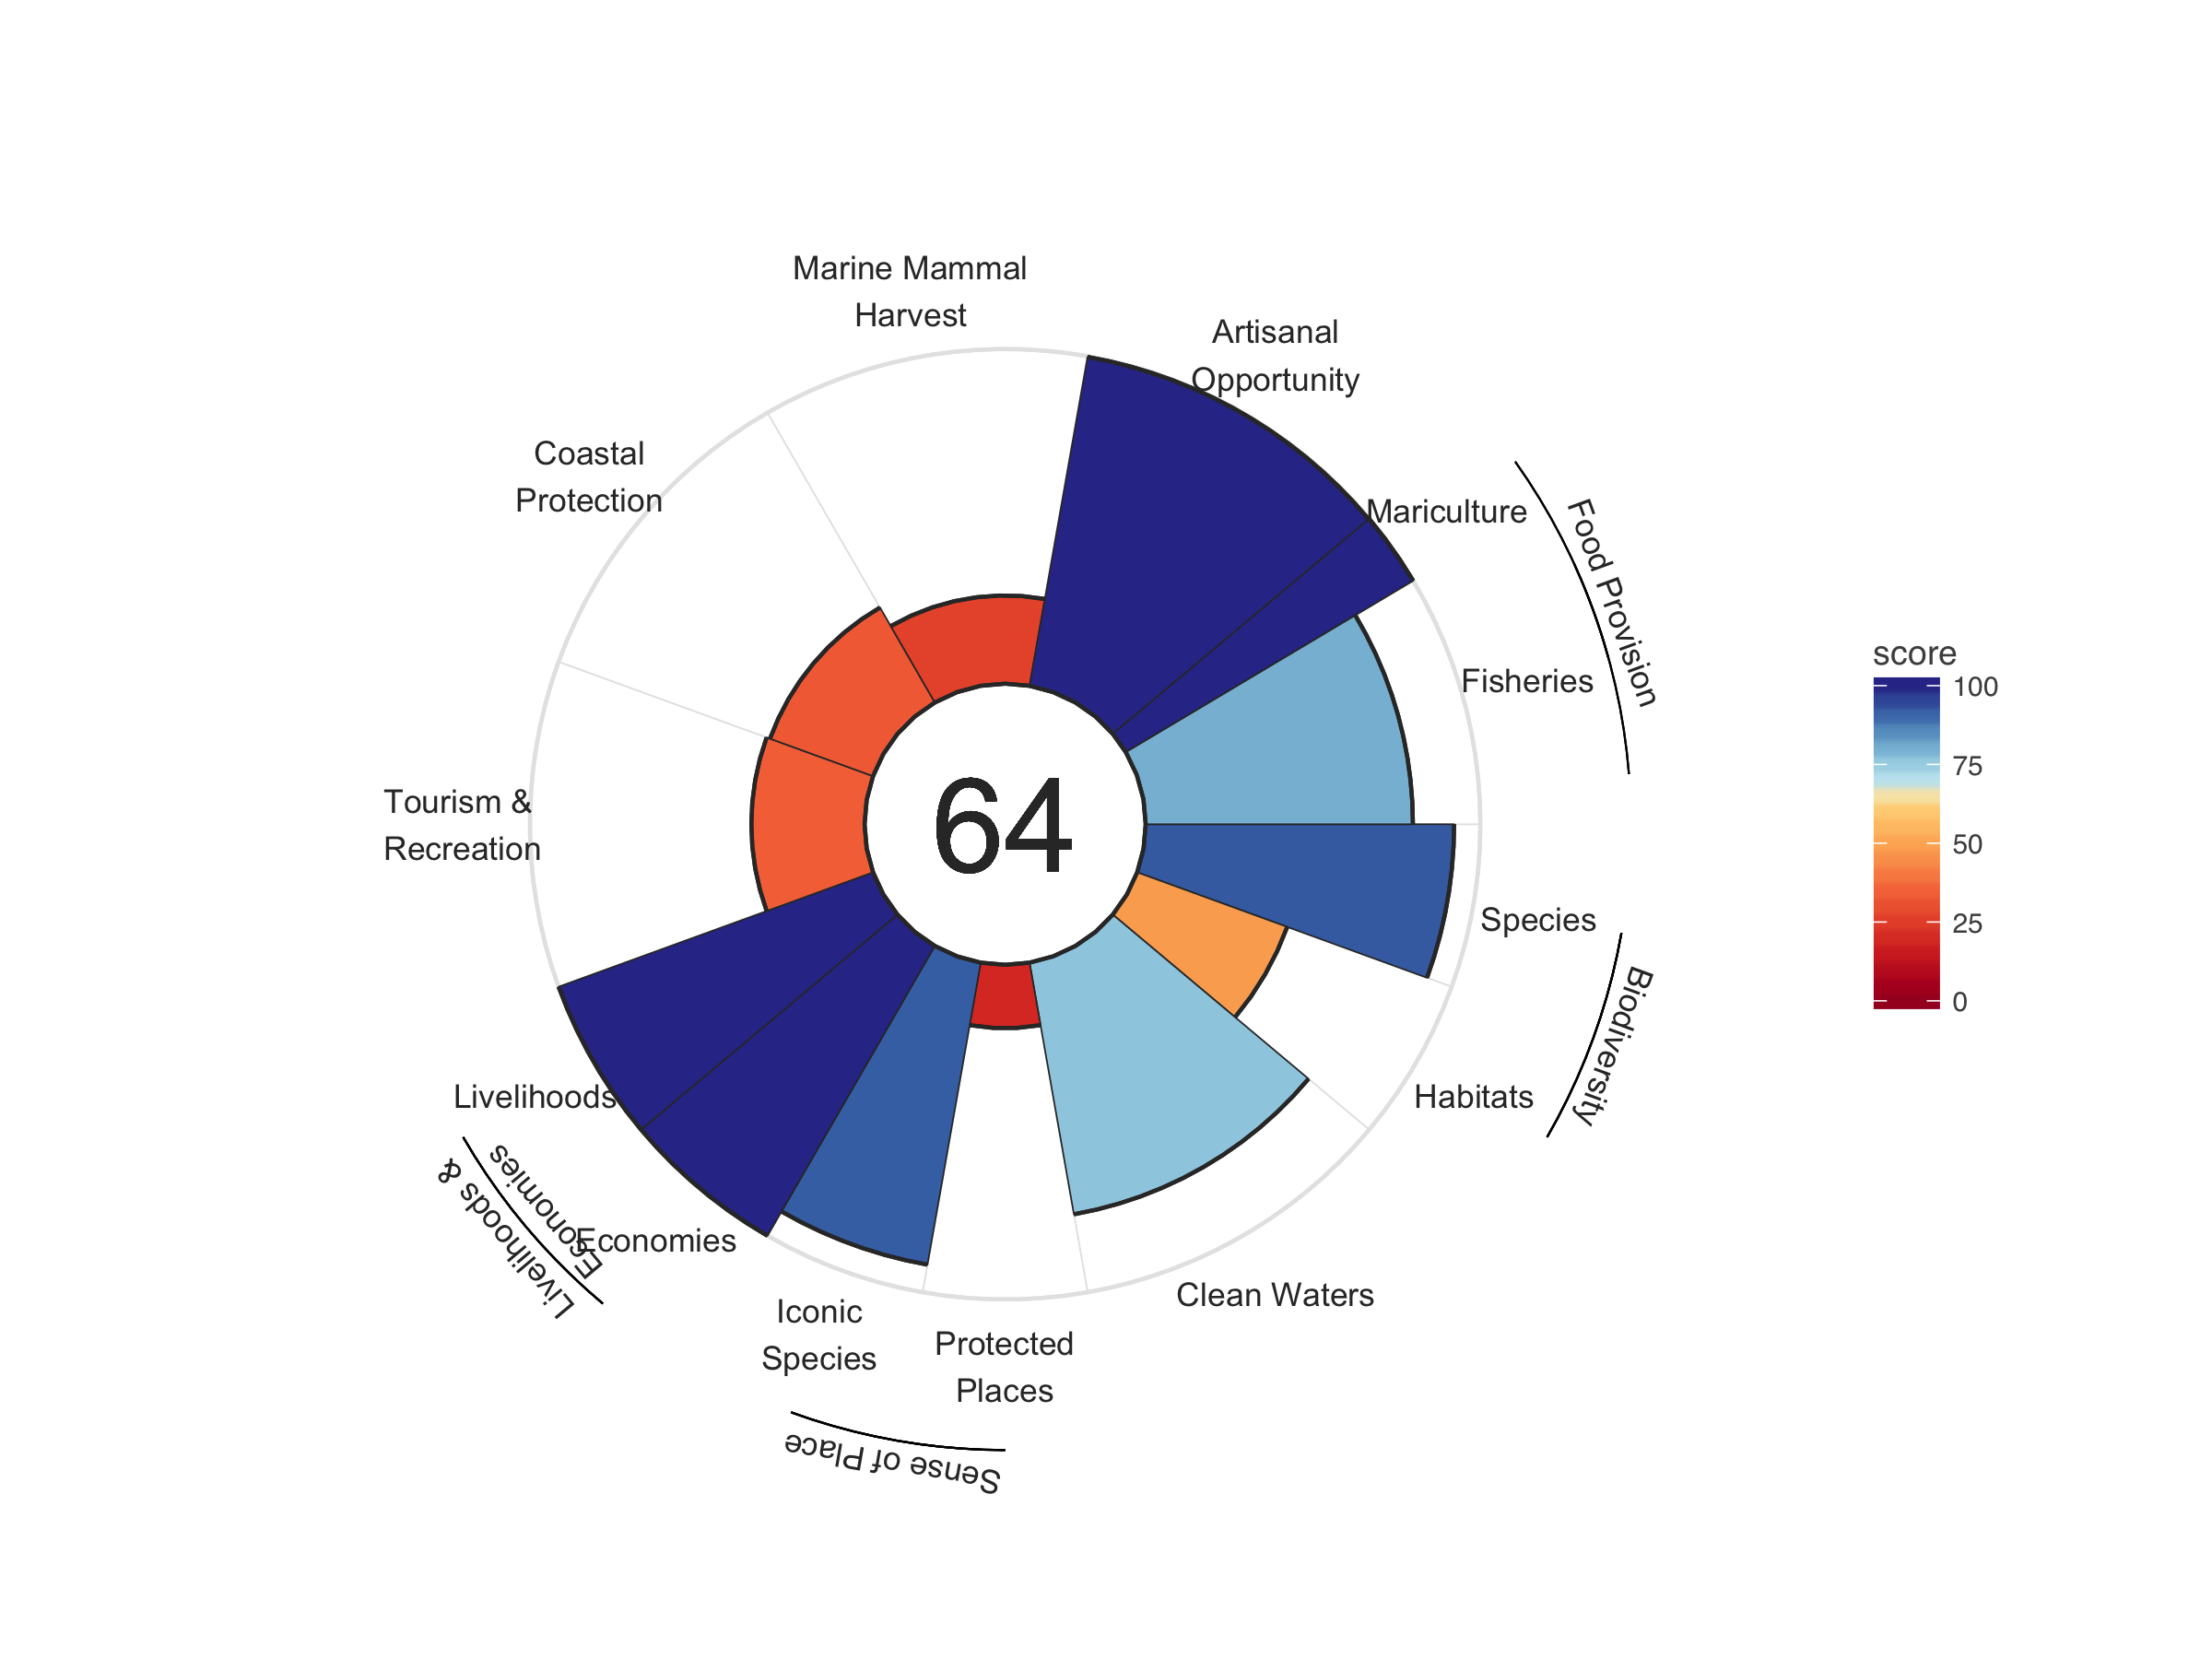 Marine Mammal
Harvest
Artisanal
Opportunity
Coastal
Protection
Mariculture
Food Provision
Fisheries
score
100
75
50
25
0
64
Tourism &
Recreation
Species
Biodiversity
Habitats
Livelihoods
Livelihoods &
Economies
Economies
Clean Waters
Iconic
Species
Protected
Places
Sense of Place